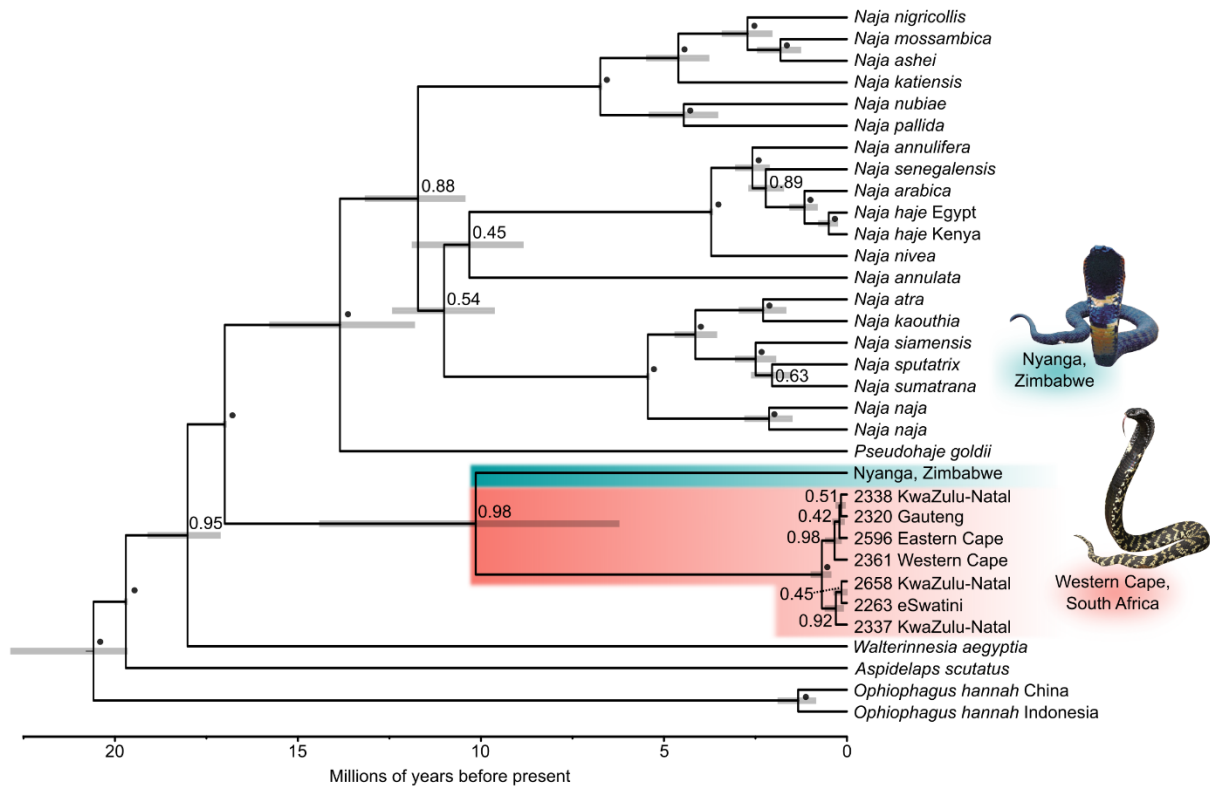 Naja nigricollis
Naja mossambica
Naja ashei
Naja katiensis
Naja nubiae
Naja pallida
Naja annulifera
Naja senegalensis
0.89
0.88
Naja arabica
Naja haje Egypt
Naja haje Kenya
0.45
Naja nivea
Naja annulata
0.54
Naja atra
Naja kaouthia
Naja siamensis
Naja sputatrix
0.63
Naja sumatrana
Nyanga,
Zimbabwe
Naja naja
Naja naja
Pseudohaje goldii
Nyanga, Zimbabwe
0.51
2338 KwaZulu-Natal
0.98
0.42
2320 Gauteng
0.95
0.98
2596 Eastern Cape
2361 Western Cape
2658 KwaZulu-Natal
0.45
2263 eSwatini
0.92
2337 KwaZulu-Natal
Western Cape,
South Africa
Walterinnesia aegyptia
Aspidelaps scutatus
Ophiophagus hannah China
Ophiophagus hannah Indonesia
20 15 10 5 0
Millions of years before present